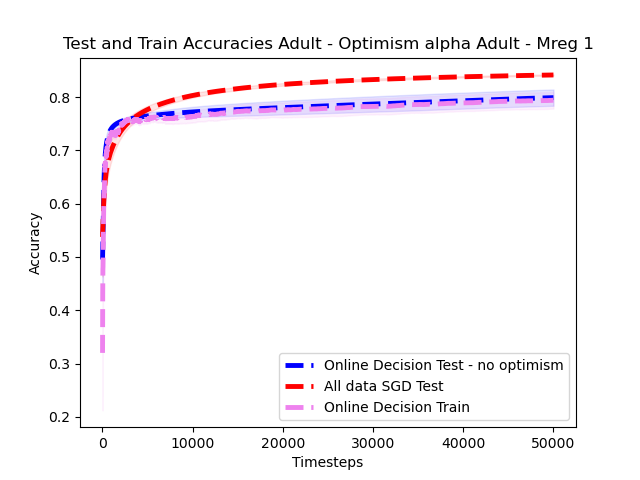 Test and Train Accuracies Adult - Optimism alpha Adult - Mreg 1
Accuracy
0.8
0.7
0.6
0.5
0.4
0.3
0.2
Online Decision Test - no optimism
All data SGD Test
Online Decision Train
0 10000 20000 30000 40000 50000
Timesteps